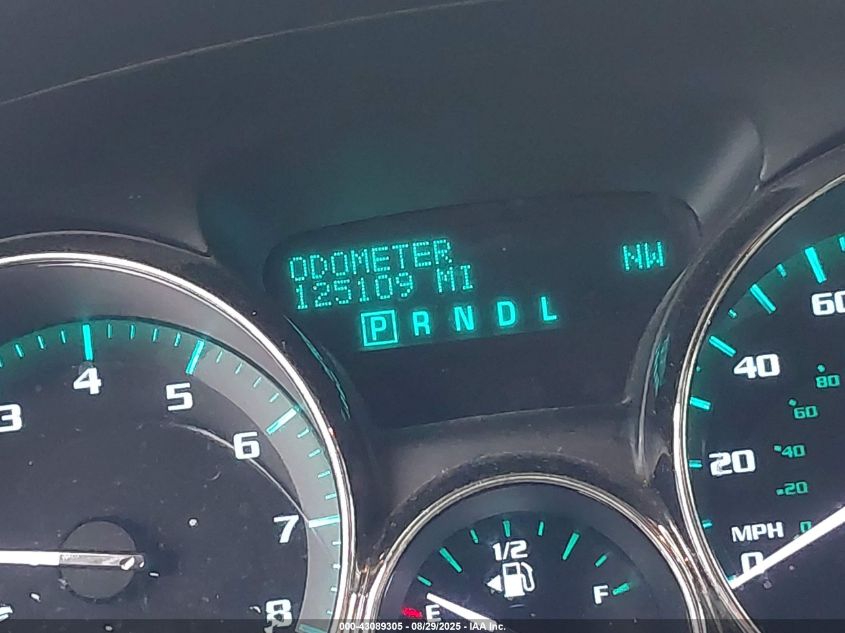 ODOMETER
125109 MI
NW
P R N D L
3 4 5 6 7 8
1/2
E F
0 20 40 60
0 20 40 60 80
MPH
000-43089305 - 08/29/2025 - IAA Inc.